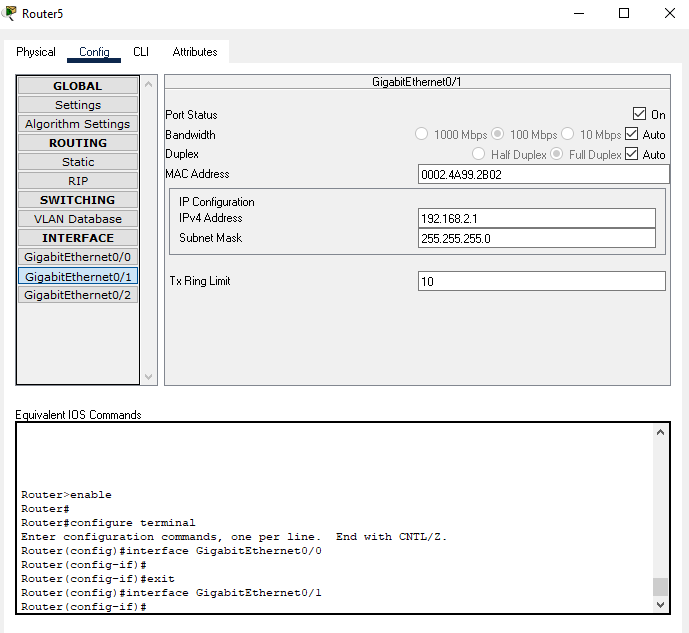 Router5
Physical Config CLI Attributes
GLOBAL
Settings
Algorithm Settings
ROUTING
Static
RIP
SWITCHING
VLAN Database
INTERFACE
GigabitEthernet0/0
GigabitEthernet0/1
GigabitEthernet0/2
GigabitEthernet0/1
Port Status On
Bandwidth 1000 Mbps 100 Mbps 10 Mbps Auto
Duplex Half Duplex Full Duplex Auto
MAC Address 0002.4A99.2B02
IP Configuration
IPv4 Address 192.168.2.1
Subnet Mask 255.255.255.0
Tx Ring Limit 10
Equivalent IOS Commands
Router>enable
Router#
Router#configure terminal
Enter configuration commands, one per line.  End with CNTL/Z.
Router(config)#interface GigabitEthernet0/0
Router(config-if)#
Router(config-if)#exit
Router(config)#interface GigabitEthernet0/1
Router(config-if)#